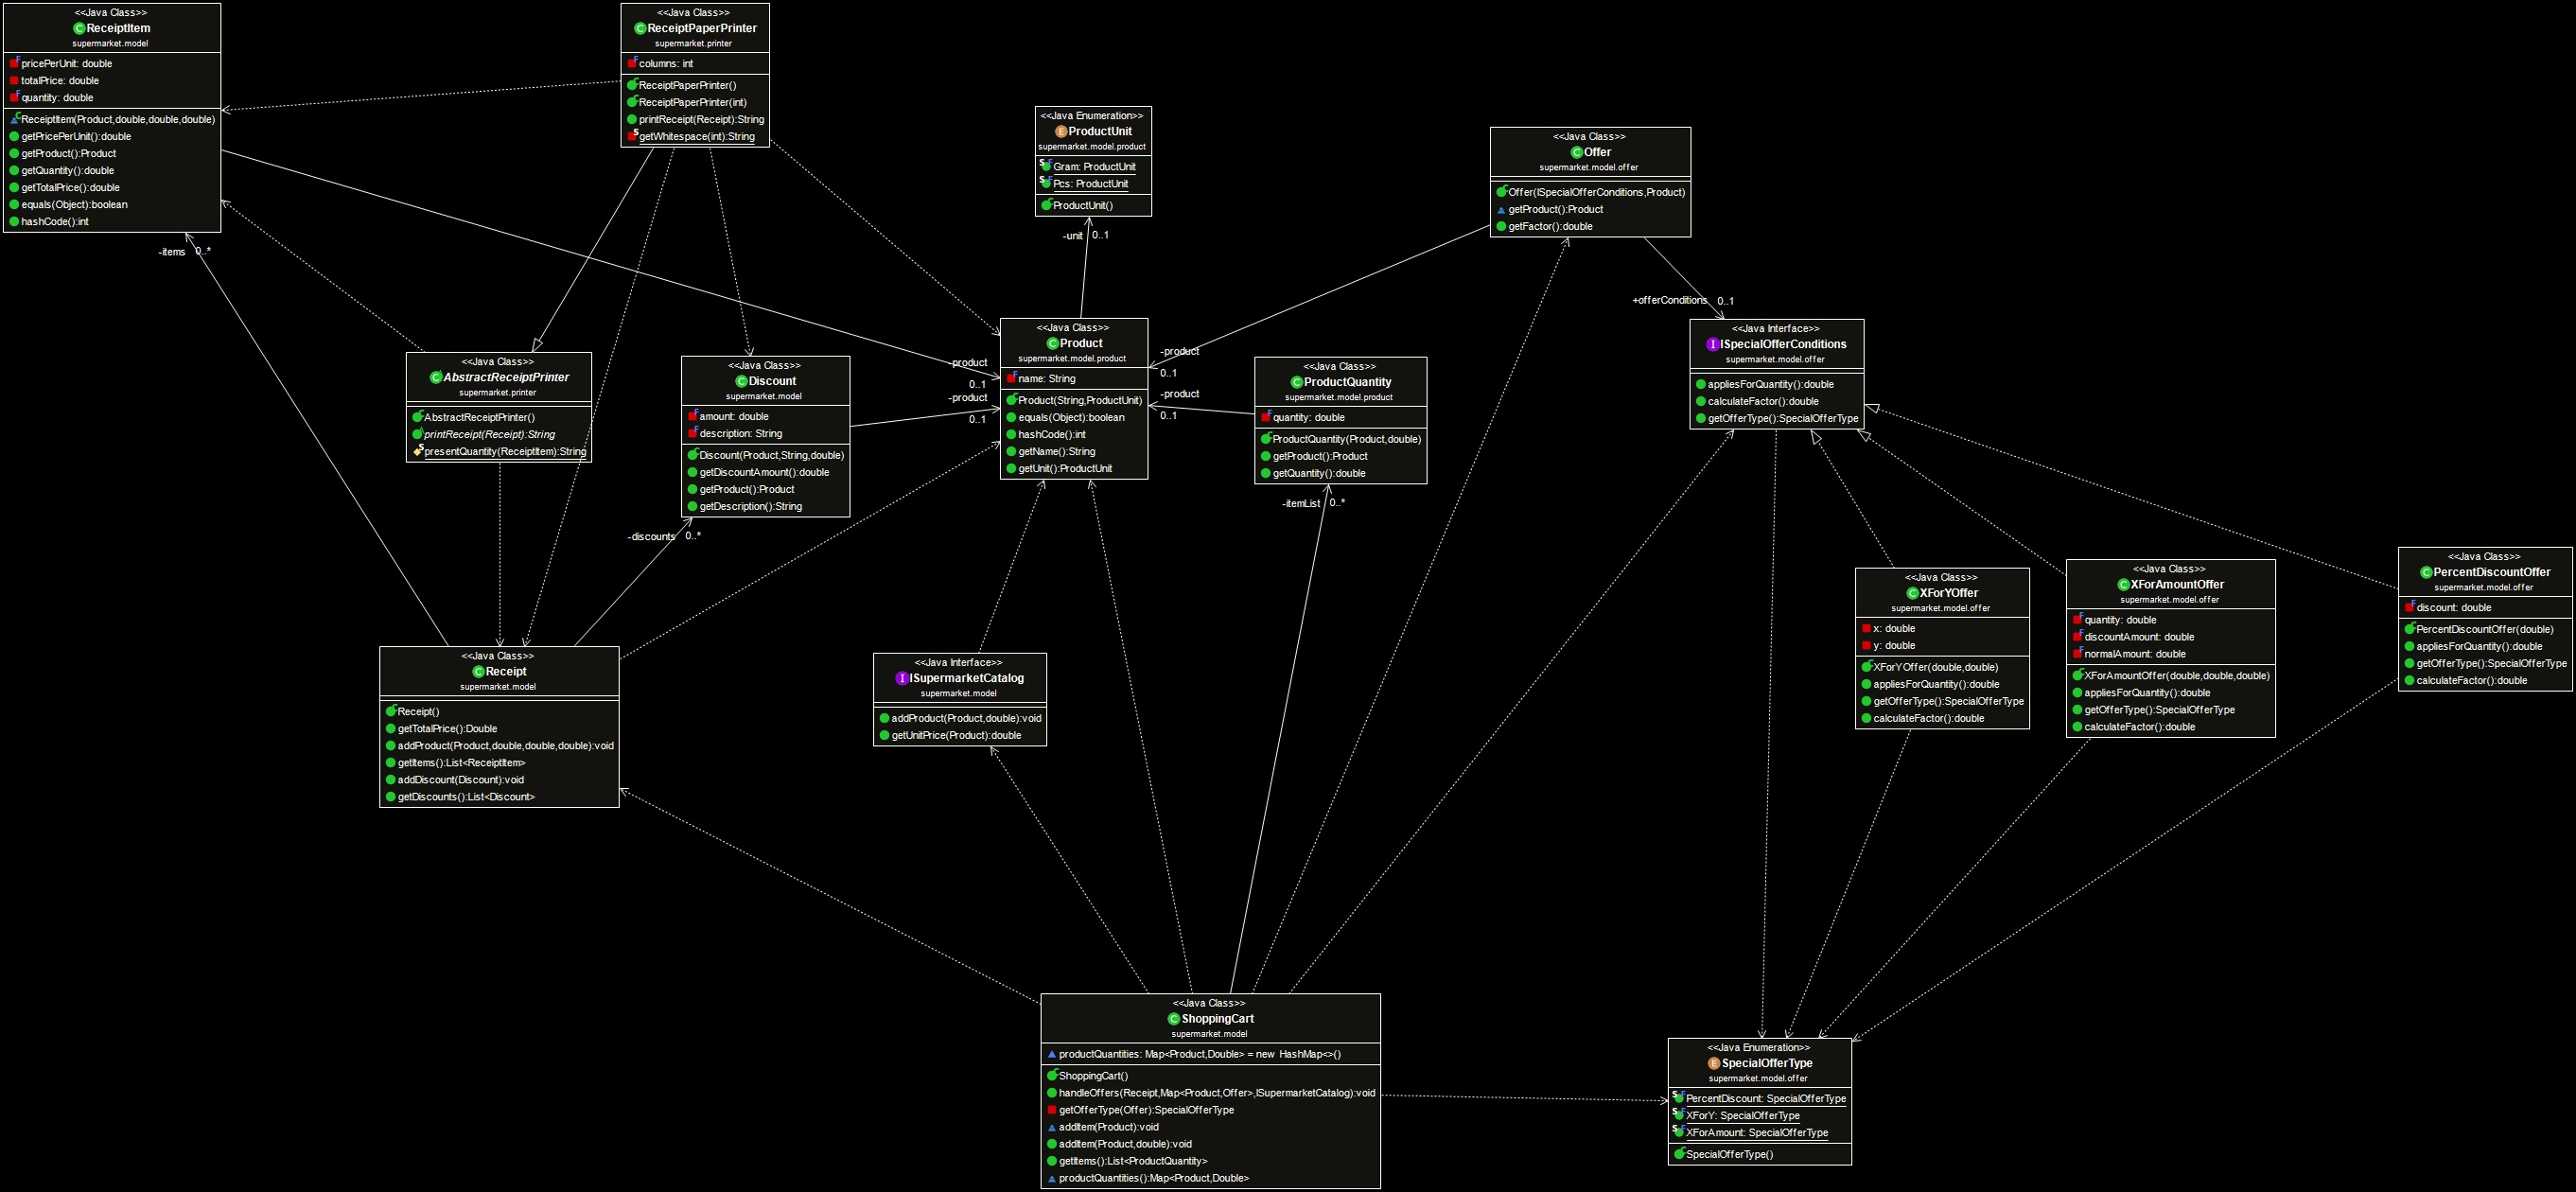 <<Java Class>>
ReceiptItem
supermarket.model
pricePerUnit: double
totalPrice: double
quantity: double
ReceiptItem(Product,double,double,double)
getPricePerUnit():double
getProduct():Product
getQuantity():double
getTotalPrice():double
equals(Object):boolean
hashCode():int
<<Java Class>>
ReceiptPaperPrinter
supermarket.printer
columns: int
ReceiptPaperPrinter()
ReceiptPaperPrinter(int)
printReceipt(Receipt):String
getWhitespace(int):String
<<Java Enumeration>>
ProductUnit
supermarket.model.product
Gram: ProductUnit
Pcs: ProductUnit
ProductUnit()
<<Java Class>>
Offer
supermarket.model.offer
Offer(ISpecialOfferConditions,Product)
getProduct():Product
getFactor():double
-items 0..*
-unit 0..1
+offerConditions 0..1
<<Java Class>>
AbstractReceiptPrinter
supermarket.printer
AbstractReceiptPrinter()
printReceipt(Receipt):String
presentQuantity(ReceiptItem):String
<<Java Class>>
Discount
supermarket.model
amount: double
description: String
Discount(Product,String,double)
getDiscountAmount():double
getProduct():Product
getDescription():String
-product
0..1
-product
0..1
<<Java Class>>
Product
supermarket.model.product
name: String
Product(String,ProductUnit)
equals(Object):boolean
hashCode():int
getName():String
getUnit():ProductUnit
-product
0..1
-product
0..1
<<Java Class>>
ProductQuantity
supermarket.model.product
quantity: double
ProductQuantity(Product,double)
getProduct():Product
getQuantity():double
<<Java Interface>>
ISpecialOfferConditions
supermarket.model.offer
appliesForQuantity():double
calculateFactor():double
getOfferType():SpecialOfferType
-discounts 0..*
-itemList 0..*
<<Java Class>>
Receipt
supermarket.model
Receipt()
getTotalPrice():Double
addProduct(Product,double,double,double):void
getItems():List<ReceiptItem>
addDiscount(Discount):void
getDiscounts():List<Discount>
<<Java Interface>>
ISupermarketCatalog
supermarket.model
addProduct(Product,double):void
getUnitPrice(Product):double
<<Java Class>>
XForYOffer
supermarket.model.offer
x: double
y: double
XForYOffer(double,double)
appliesForQuantity():double
getOfferType():SpecialOfferType
calculateFactor():double
<<Java Class>>
XForAmountOffer
supermarket.model.offer
quantity: double
discountAmount: double
normalAmount: double
XForAmountOffer(double,double,double)
appliesForQuantity():double
getOfferType():SpecialOfferType
calculateFactor():double
<<Java Class>>
PercentDiscountOffer
supermarket.model.offer
discount: double
PercentDiscountOffer(double)
appliesForQuantity():double
getOfferType():SpecialOfferType
calculateFactor():double
<<Java Class>>
ShoppingCart
supermarket.model
productQuantities: Map<Product,Double> = new HashMap<>()
ShoppingCart()
handleOffers(Receipt,Map<Product,Offer>,ISupermarketCatalog):void
getOfferType(Offer):SpecialOfferType
addItem(Product):void
addItem(Product,double):void
getItems():List<ProductQuantity>
productQuantities():Map<Product,Double>
<<Java Enumeration>>
SpecialOfferType
supermarket.model.offer
PercentDiscount: SpecialOfferType
XForY: SpecialOfferType
XForAmount: SpecialOfferType
SpecialOfferType()